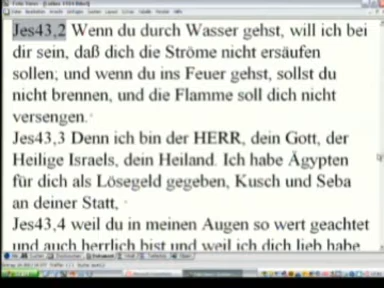 Jes43,2 Wenn du durch Wasser gehst, will ich bei
dir sein, daß dich die Ströme nicht ersäufen
sollen; und wenn du ins Feuer gehst, sollst du
nicht brennen, und die Flamme soll dich nicht
versengen.
Jes43,3 Denn ich bin der HERR, dein Gott, der
Heilige Israels, dein Heiland. Ich habe Ägypten
für dich als Lösegeld gegeben, Kusch und Seba
an deiner Statt,
Jes43,4 weil du in meinen Augen so wert geachtet
und auch herrlich bist und weil ich dich lieb habe